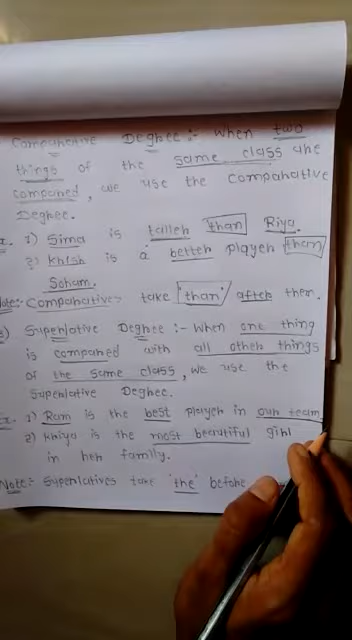 Comparative Degree :- When two
things of the same class are
compared, we use the Comparative
Degree.
Ex. 1) Sima is taller than Riya.
2) Krish is a better player than
Soham.
Note:- Comparatives take 'than' after them.
3) Superlative Degree :- When one thing
is compared with all other things
of the same class, we use the
Superlative Degree.
Ex. 1) Ram is the best player in our team.
2) Khiya is the most beautiful girl
in her family.
Note:- Superlatives take 'the' before